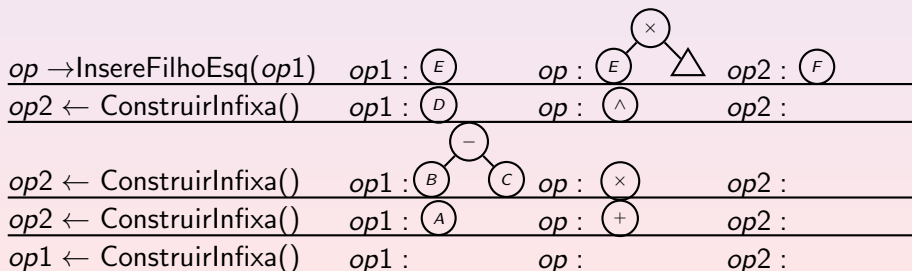 ×
op →InsereFilhoEsq(op1) op1 : E op : E op2 : F
op2 ← ConstruirInfixa() op1 : D op : ∧ op2 :
−
op2 ← ConstruirInfixa() op1 : B C op : × op2 :
op2 ← ConstruirInfixa() op1 : A op : + op2 :
op1 ← ConstruirInfixa() op1 : op : op2 :